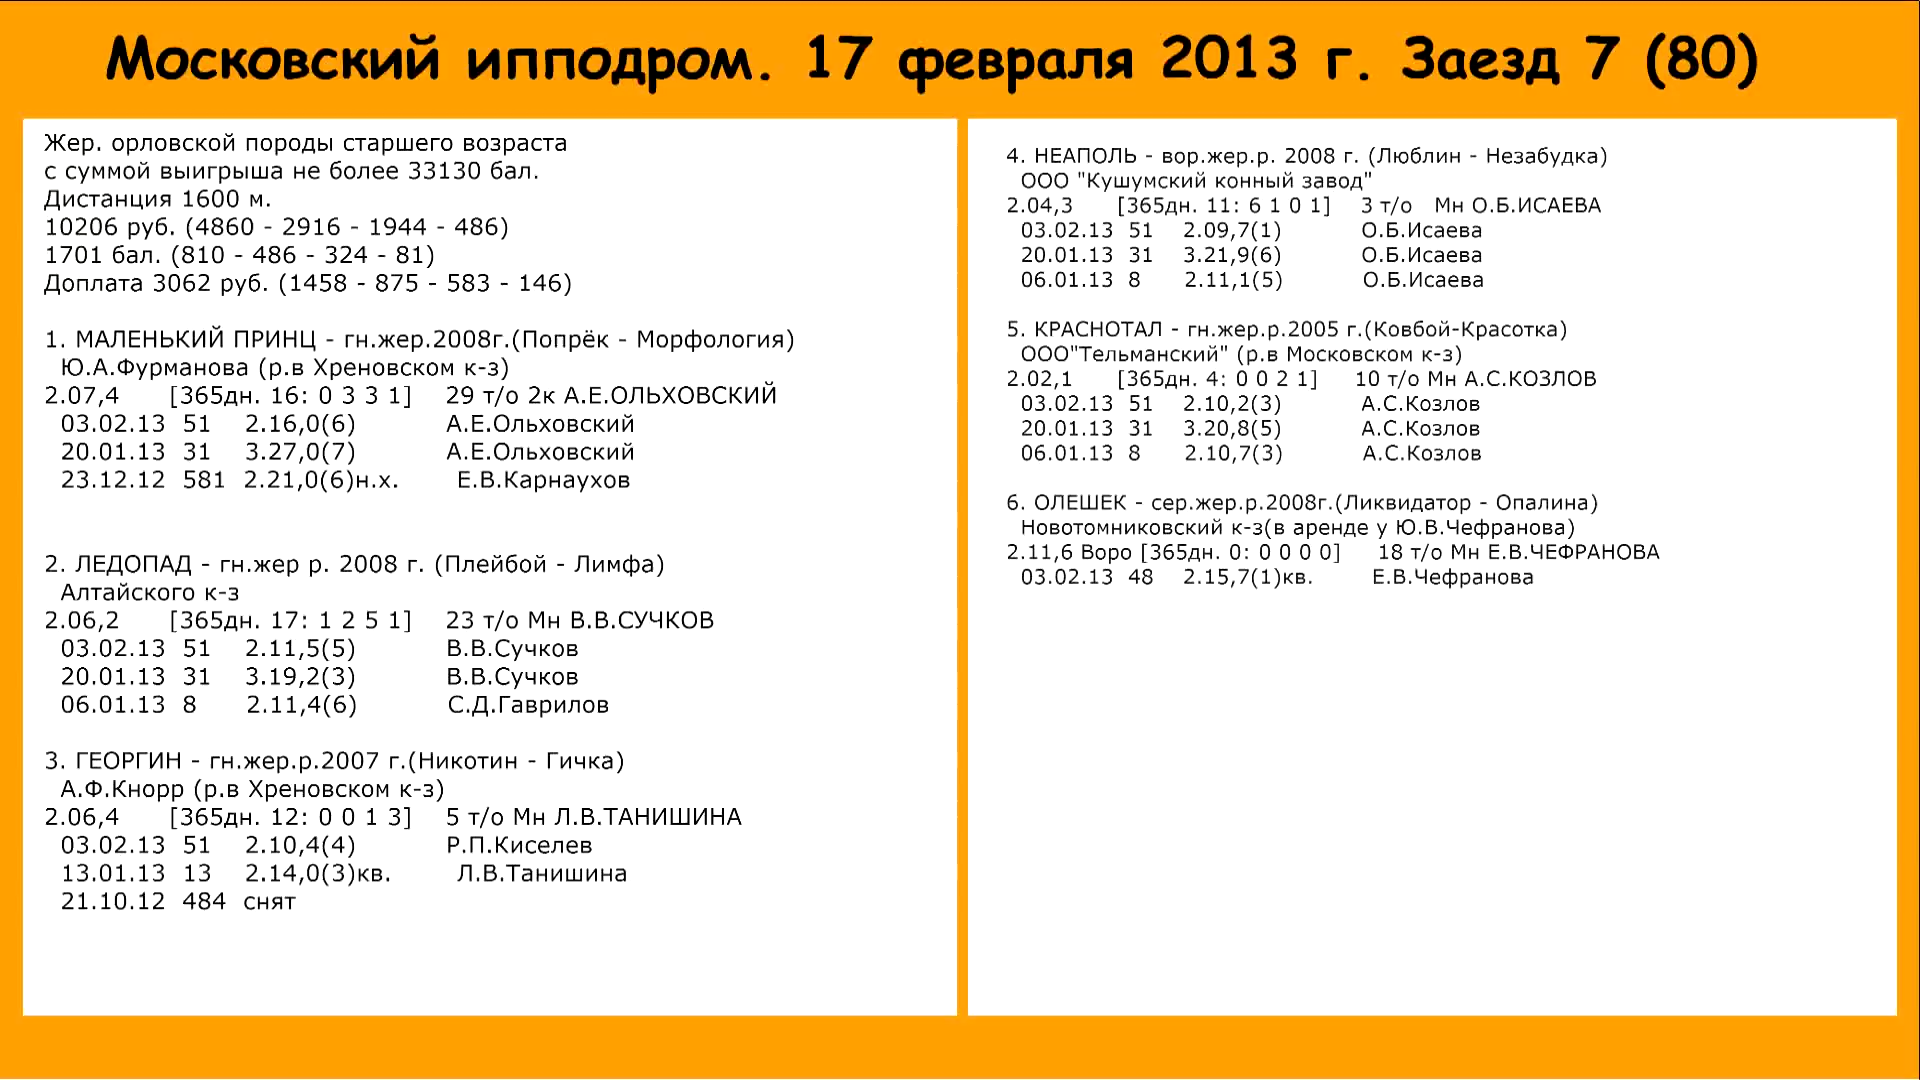 Московский ипподром. 17 февраля 2013 г. Заезд 7 (80)
Жер. орловской породы старшего возраста
с суммой выигрыша не более 33130 бал.
Дистанция 1600 м.
10206 руб. (4860 - 2916 - 1944 - 486)
1701 бал. (810 - 486 - 324 - 81)
Доплата 3062 руб. (1458 - 875 - 583 - 146)
1. МАЛЕНЬКИЙ ПРИНЦ - гн.жер.2008г.(Попрёк - Морфология)
Ю.А.Фурманова (р.в Хреновском к-з)
2.07,4 [365дн. 16: 0 3 3 1] 29 т/о 2к А.Е.ОЛЬХОВСКИЙ
03.02.13 51 2.16,0(6) А.Е.Ольховский
20.01.13 31 3.27,0(7) А.Е.Ольховский
23.12.12 581 2.21,0(6)н.х. Е.В.Карнаухов
2. ЛЕДОПАД - гн.жер р. 2008 г. (Плейбой - Лимфа)
Алтайского к-з
2.06,2 [365дн. 17: 1 2 5 1] 23 т/о Мн В.В.СУЧКОВ
03.02.13 51 2.11,5(5) В.В.Сучков
20.01.13 31 3.19,2(3) В.В.Сучков
06.01.13 8 2.11,4(6) С.Д.Гаврилов
3. ГЕОРГИН - гн.жер.р.2007 г.(Никотин - Гичка)
А.Ф.Кнорр (р.в Хреновском к-з)
2.06,4 [365дн. 12: 0 0 1 3] 5 т/о Мн Л.В.ТАНИШИНА
03.02.13 51 2.10,4(4) Р.П.Киселев
13.01.13 13 2.14,0(3)кв. Л.В.Танишина
21.10.12 484 снят
4. НЕАПОЛЬ - вор.жер.р. 2008 г. (Люблин - Незабудка)
ООО "Кушумский конный завод"
2.04,3 [365дн. 11: 6 1 0 1] 3 т/о Мн О.Б.ИСАЕВА
03.02.13 51 2.09,7(1) О.Б.Исаева
20.01.13 31 3.21,9(6) О.Б.Исаева
06.01.13 8 2.11,1(5) О.Б.Исаева
5. КРАСНОТАЛ - гн.жер.р.2005 г.(Ковбой-Красотка)
ООО"Тельманский" (р.в Московском к-з)
2.02,1 [365дн. 4: 0 0 2 1] 10 т/о Мн А.С.КОЗЛОВ
03.02.13 51 2.10,2(3) А.С.Козлов
20.01.13 31 3.20,8(5) А.С.Козлов
06.01.13 8 2.10,7(3) А.С.Козлов
6. ОЛЕШЕК - сер.жер.р.2008г.(Ликвидатор - Опалина)
Новотомниковский к-з(в аренде у Ю.В.Чефранова)
2.11,6 Воро [365дн. 0: 0 0 0 0] 18 т/о Мн Е.В.ЧЕФРАНОВА
03.02.13 48 2.15,7(1)кв. Е.В.Чефранова